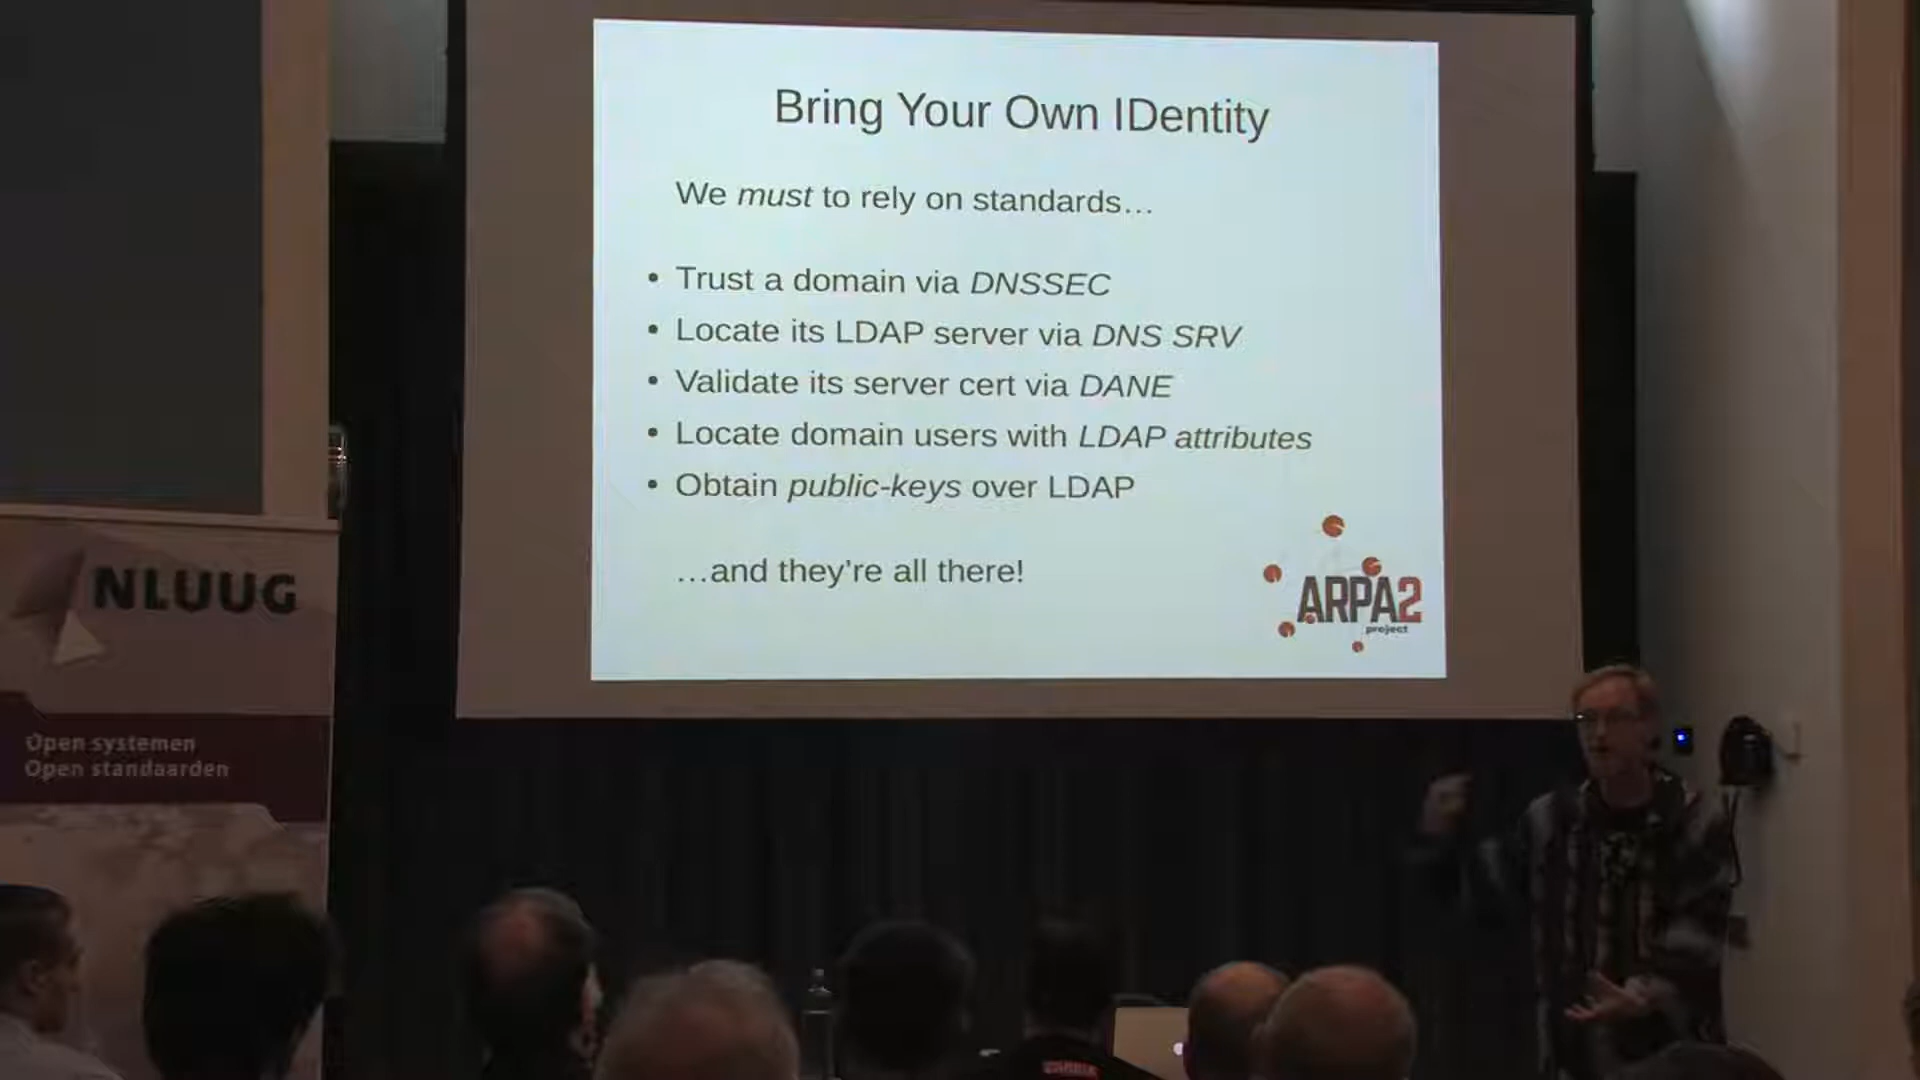 Bring Your Own IDentity
We must to rely on standards…
• Trust a domain via DNSSEC
• Locate its LDAP server via DNS SRV
• Validate its server cert via DANE
• Locate domain users with LDAP attributes
• Obtain public-keys over LDAP
…and they're all there!
ARPA2
project
NLUUG
Open systemen
Open standaarden